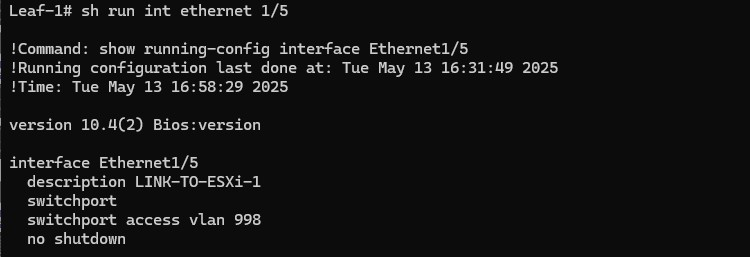 Leaf-1# sh run int ethernet 1/5
!Command: show running-config interface Ethernet1/5
!Running configuration last done at: Tue May 13 16:31:49 2025
!Time: Tue May 13 16:58:29 2025
version 10.4(2) Bios:version
interface Ethernet1/5
  description LINK-TO-ESXi-1
  switchport
  switchport access vlan 998
  no shutdown